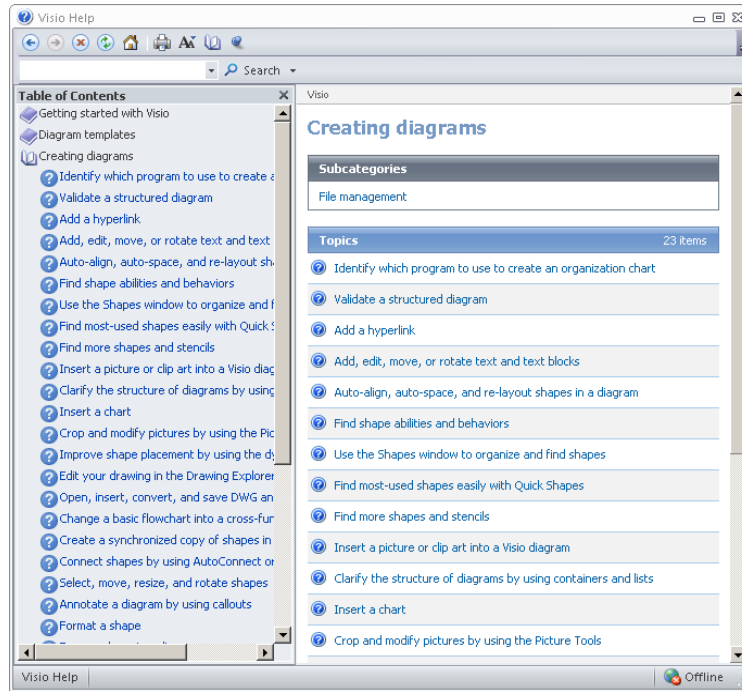 Visio Help
Search
Table of Contents
Getting started with Visio
Diagram templates
Creating diagrams
Identify which program to use to create a
Validate a structured diagram
Add a hyperlink
Add, edit, move, or rotate text and text
Auto-align, auto-space, and re-layout sh
Find shape abilities and behaviors
Use the Shapes window to organize and f
Find most-used shapes easily with Quick S
Find more shapes and stencils
Insert a picture or clip art into a Visio diag
Clarify the structure of diagrams by using
Insert a chart
Crop and modify pictures by using the Pic
Improve shape placement by using the dy
Edit your drawing in the Drawing Explorer
Open, insert, convert, and save DWG an
Change a basic flowchart into a cross-fun
Create a synchronized copy of shapes in
Connect shapes by using AutoConnect or
Select, move, resize, and rotate shapes
Annotate a diagram by using callouts
Format a shape
Visio
Creating diagrams
Subcategories
File management
Topics 23 items
Identify which program to use to create an organization chart
Validate a structured diagram
Add a hyperlink
Add, edit, move, or rotate text and text blocks
Auto-align, auto-space, and re-layout shapes in a diagram
Find shape abilities and behaviors
Use the Shapes window to organize and find shapes
Find most-used shapes easily with Quick Shapes
Find more shapes and stencils
Insert a picture or clip art into a Visio diagram
Clarify the structure of diagrams by using containers and lists
Insert a chart
Crop and modify pictures by using the Picture Tools
Visio Help
Offline